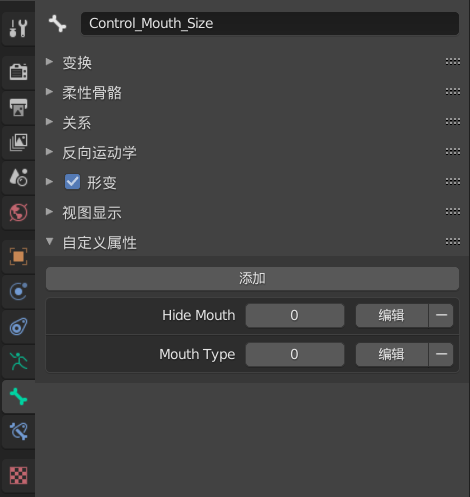 Control_Mouth_Size
变换
柔性骨骼
关系
反向运动学
形变
视图显示
自定义属性
添加
Hide Mouth 0 编辑
Mouth Type 0 编辑